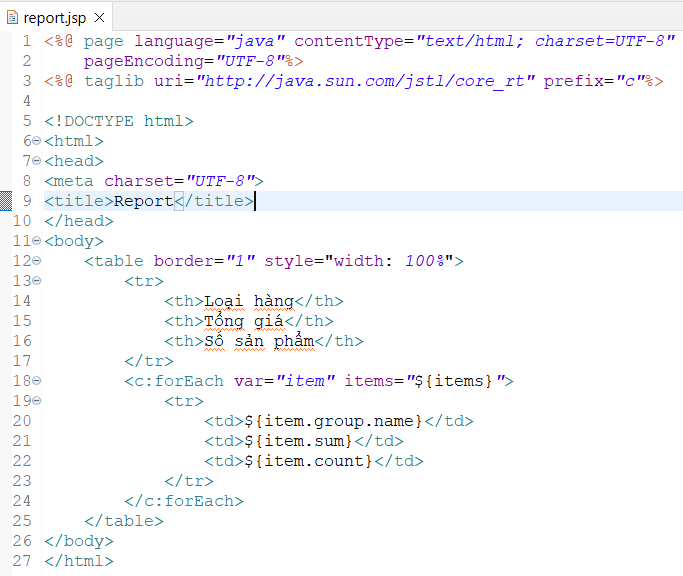 report.jsp
1 <%@ page language="java" contentType="text/html; charset=UTF-8"
2     pageEncoding="UTF-8"%>
3 <%@ taglib uri="http://java.sun.com/jstl/core_rt" prefix="c"%>
4
5 <!DOCTYPE html>
6 <html>
7 <head>
8 <meta charset="UTF-8">
9 <title>Report</title>
10 </head>
11 <body>
12     <table border="1" style="width: 100%">
13         <tr>
14             <th>Loại hàng</th>
15             <th>Tổng giá</th>
16             <th>Số sản phẩm</th>
17         </tr>
18         <c:forEach var="item" items="${items}">
19             <tr>
20                 <td>${item.group.name}</td>
21                 <td>${item.sum}</td>
22                 <td>${item.count}</td>
23             </tr>
24         </c:forEach>
25     </table>
26 </body>
27 </html>